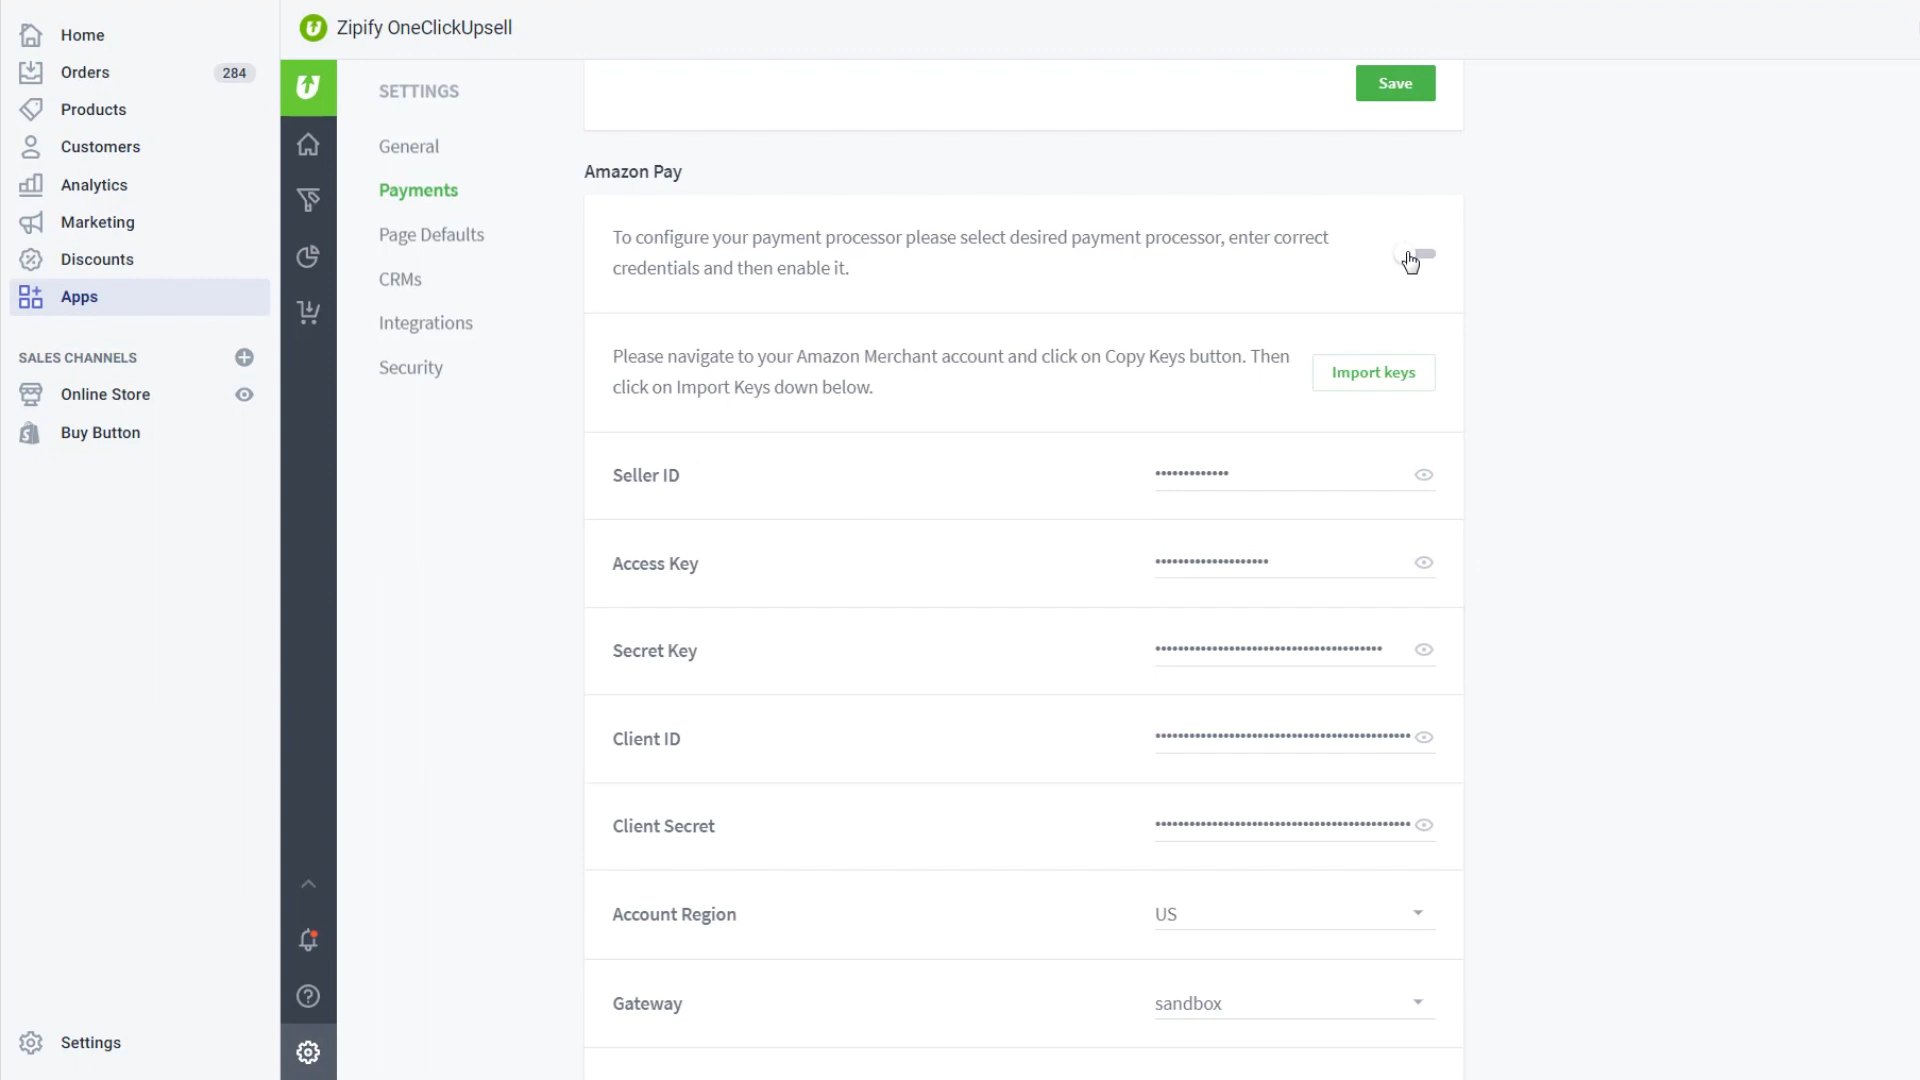 Home
Orders 284
Products
Customers
Analytics
Marketing
Discounts
Apps
SALES CHANNELS
Online Store
Buy Button
Settings
Zipify OneClickUpsell
SETTINGS
General
Payments
Page Defaults
CRMs
Integrations
Security
Save
Amazon Pay
To configure your payment processor please select desired payment processor, enter correct
credentials and then enable it.
Please navigate to your Amazon Merchant account and click on Copy Keys button. Then
click on Import Keys down below.
Import keys
Seller ID
Access Key
Secret Key
Client ID
Client Secret
Account Region US
Gateway sandbox